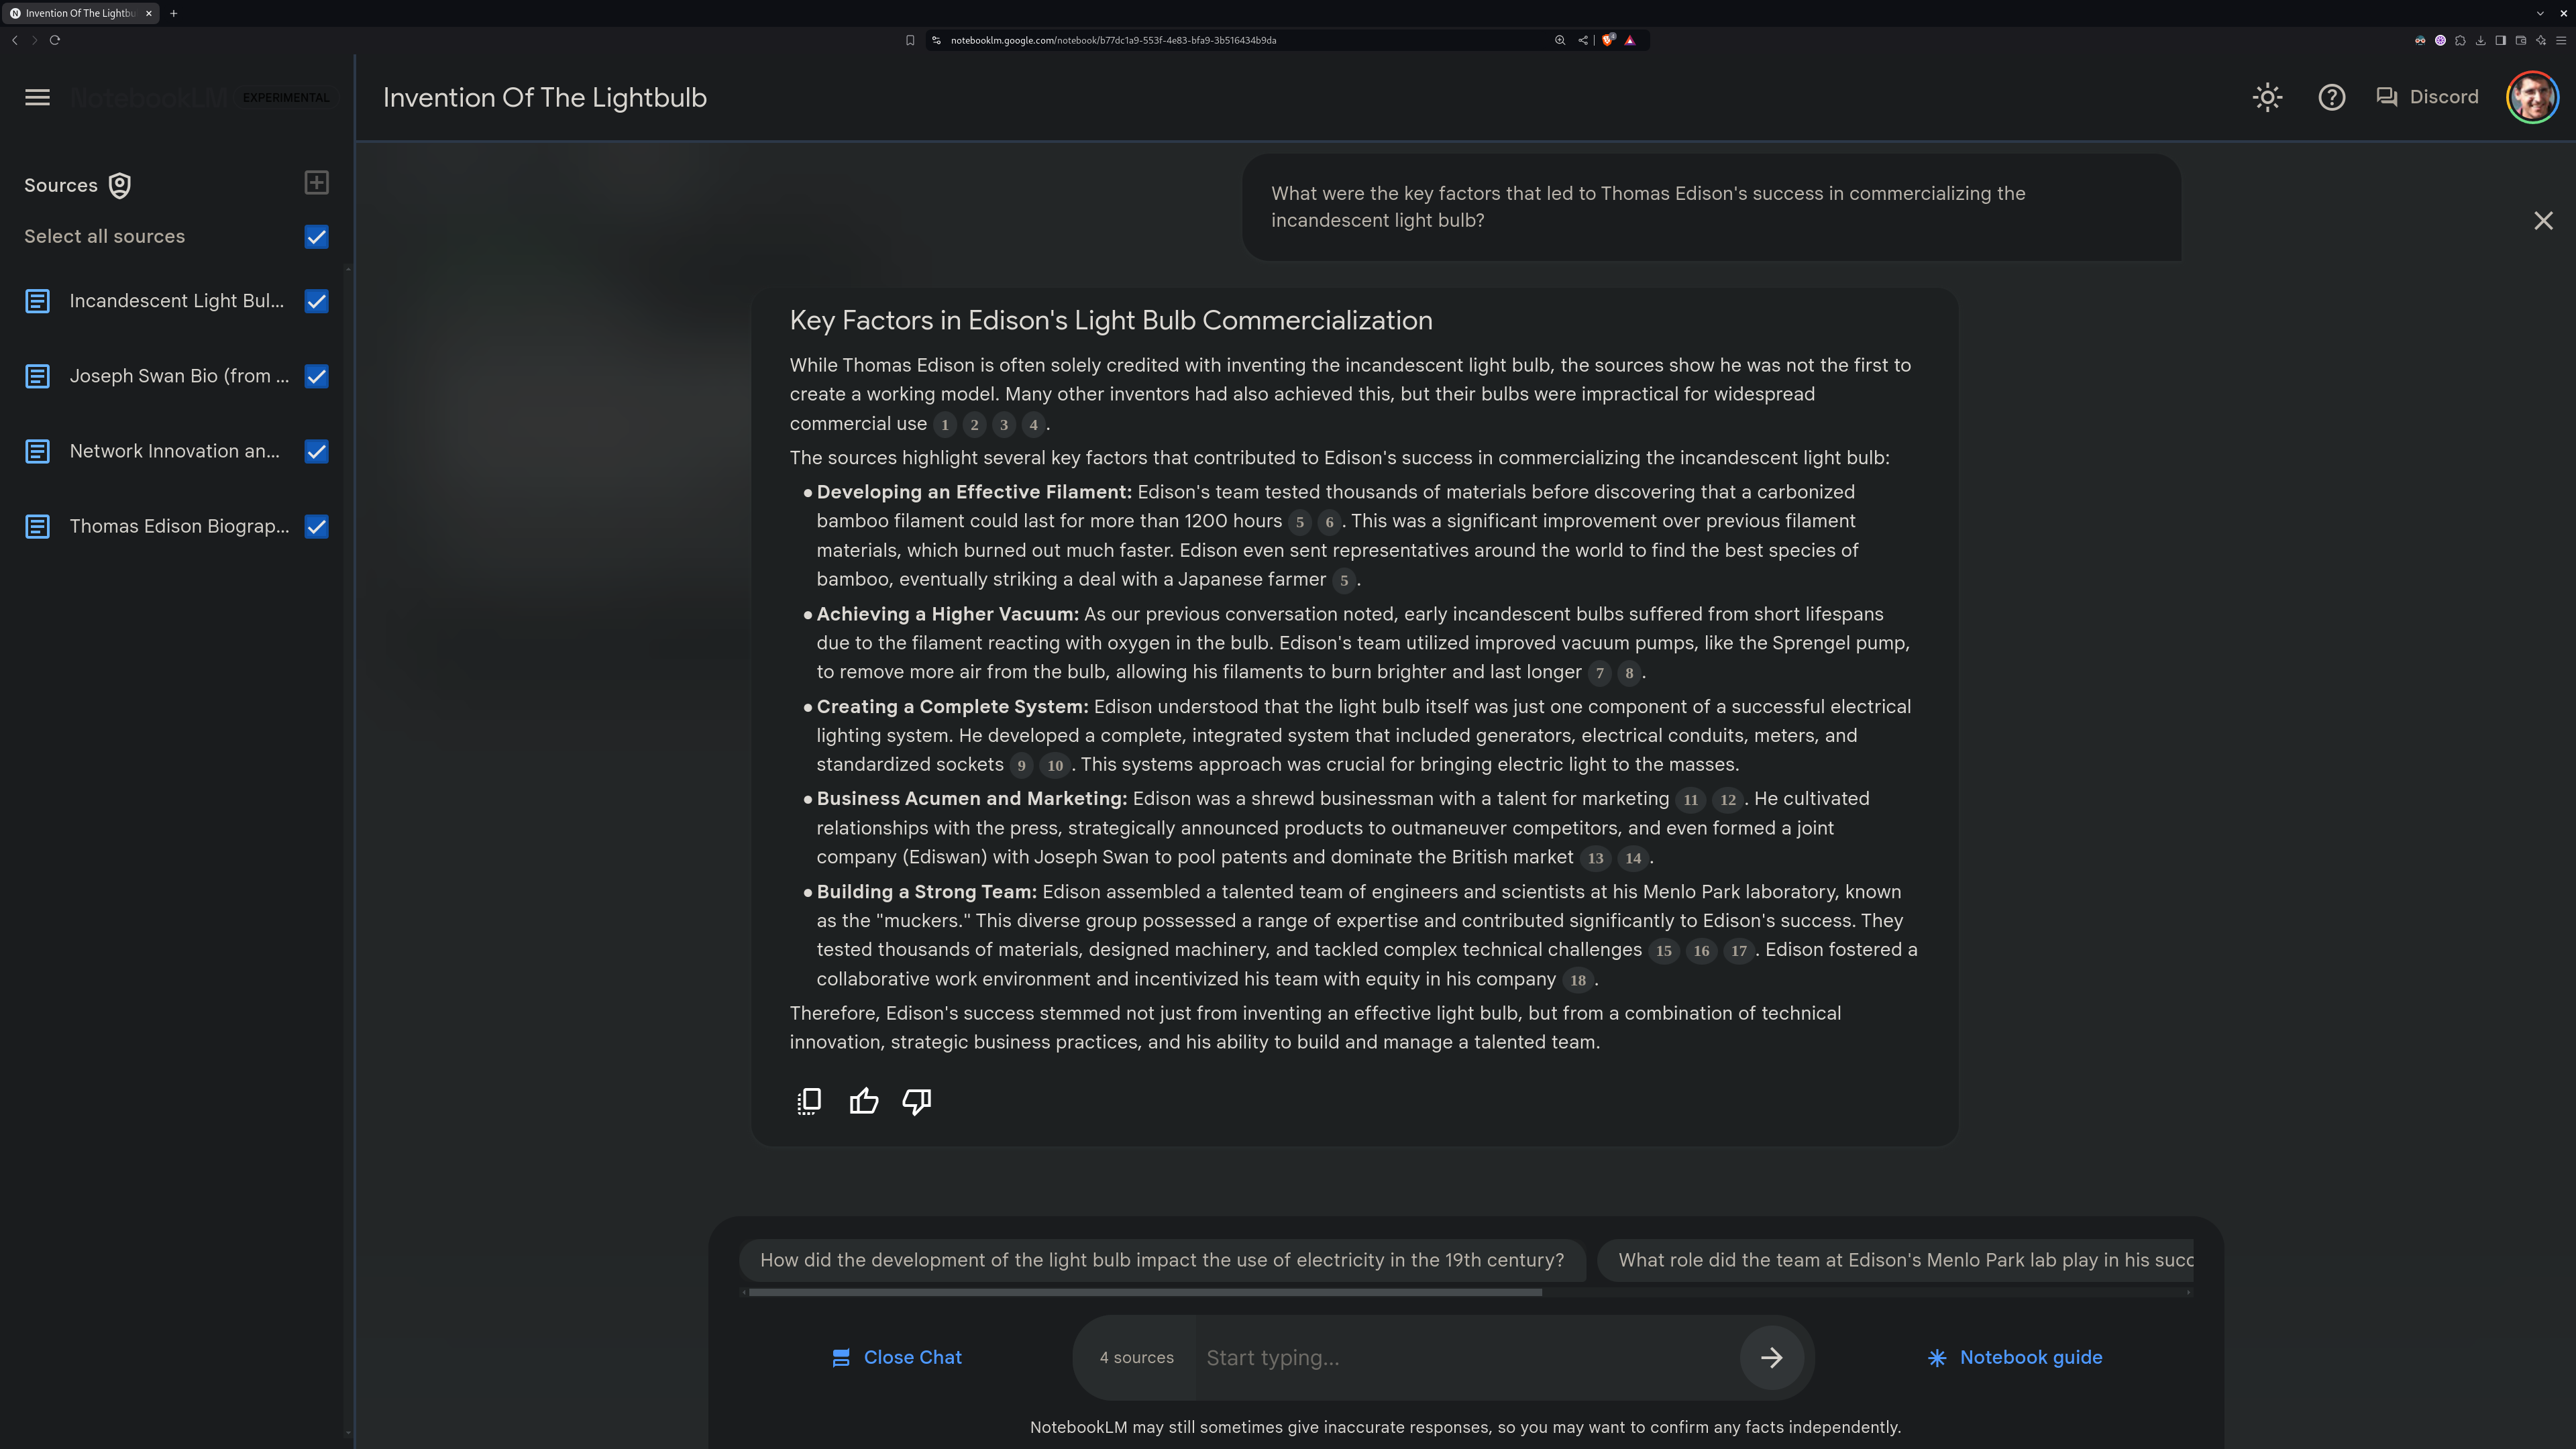 Invention Of The Lightbu
notebooklm.google.com/notebook/b77dc1a9-553f-4e83-bfa9-3b516434b9da
NotebookLM EXPERIMENTAL
Invention Of The Lightbulb
Discord
Sources
Select all sources
Incandescent Light Bul...
Joseph Swan Bio (from ...
Network Innovation an...
Thomas Edison Biograp...
What were the key factors that led to Thomas Edison's success in commercializing the
incandescent light bulb?
Key Factors in Edison's Light Bulb Commercialization
While Thomas Edison is often solely credited with inventing the incandescent light bulb, the sources show he was not the first to
create a working model. Many other inventors had also achieved this, but their bulbs were impractical for widespread
commercial use 1 2 3 4.
The sources highlight several key factors that contributed to Edison's success in commercializing the incandescent light bulb:
● Developing an Effective Filament: Edison's team tested thousands of materials before discovering that a carbonized
bamboo filament could last for more than 1200 hours 5 6. This was a significant improvement over previous filament
materials, which burned out much faster. Edison even sent representatives around the world to find the best species of
bamboo, eventually striking a deal with a Japanese farmer 5.
● Achieving a Higher Vacuum: As our previous conversation noted, early incandescent bulbs suffered from short lifespans
due to the filament reacting with oxygen in the bulb. Edison's team utilized improved vacuum pumps, like the Sprengel pump,
to remove more air from the bulb, allowing his filaments to burn brighter and last longer 7 8.
● Creating a Complete System: Edison understood that the light bulb itself was just one component of a successful electrical
lighting system. He developed a complete, integrated system that included generators, electrical conduits, meters, and
standardized sockets 9 10. This systems approach was crucial for bringing electric light to the masses.
● Business Acumen and Marketing: Edison was a shrewd businessman with a talent for marketing 11 12. He cultivated
relationships with the press, strategically announced products to outmaneuver competitors, and even formed a joint
company (Ediswan) with Joseph Swan to pool patents and dominate the British market 13 14.
● Building a Strong Team: Edison assembled a talented team of engineers and scientists at his Menlo Park laboratory, known
as the "muckers." This diverse group possessed a range of expertise and contributed significantly to Edison's success. They
tested thousands of materials, designed machinery, and tackled complex technical challenges 15 16 17. Edison fostered a
collaborative work environment and incentivized his team with equity in his company 18.
Therefore, Edison's success stemmed not just from inventing an effective light bulb, but from a combination of technical
innovation, strategic business practices, and his ability to build and manage a talented team.
How did the development of the light bulb impact the use of electricity in the 19th century?
What role did the team at Edison's Menlo Park lab play in his succ
Close Chat
4 sources
Start typing...
Notebook guide
NotebookLM may still sometimes give inaccurate responses, so you may want to confirm any facts independently.